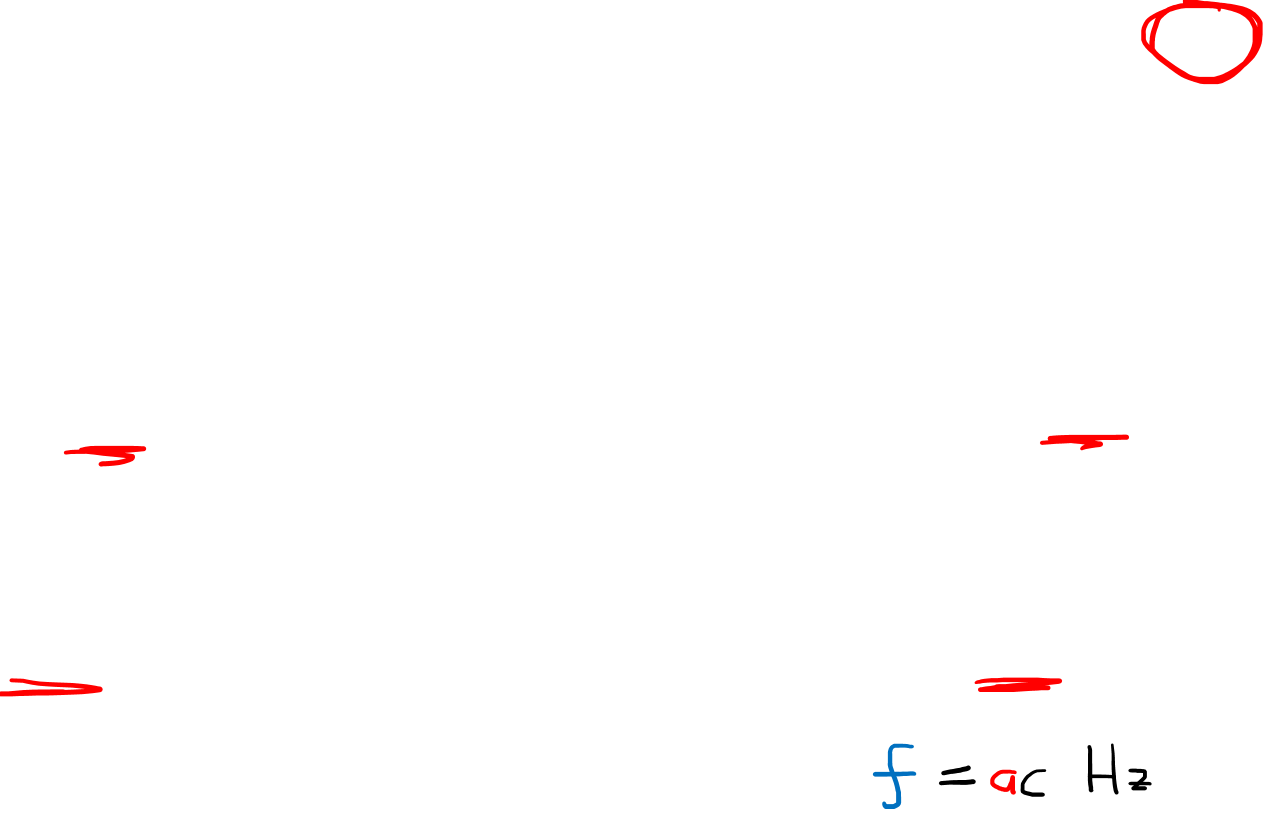 f = ac Hz